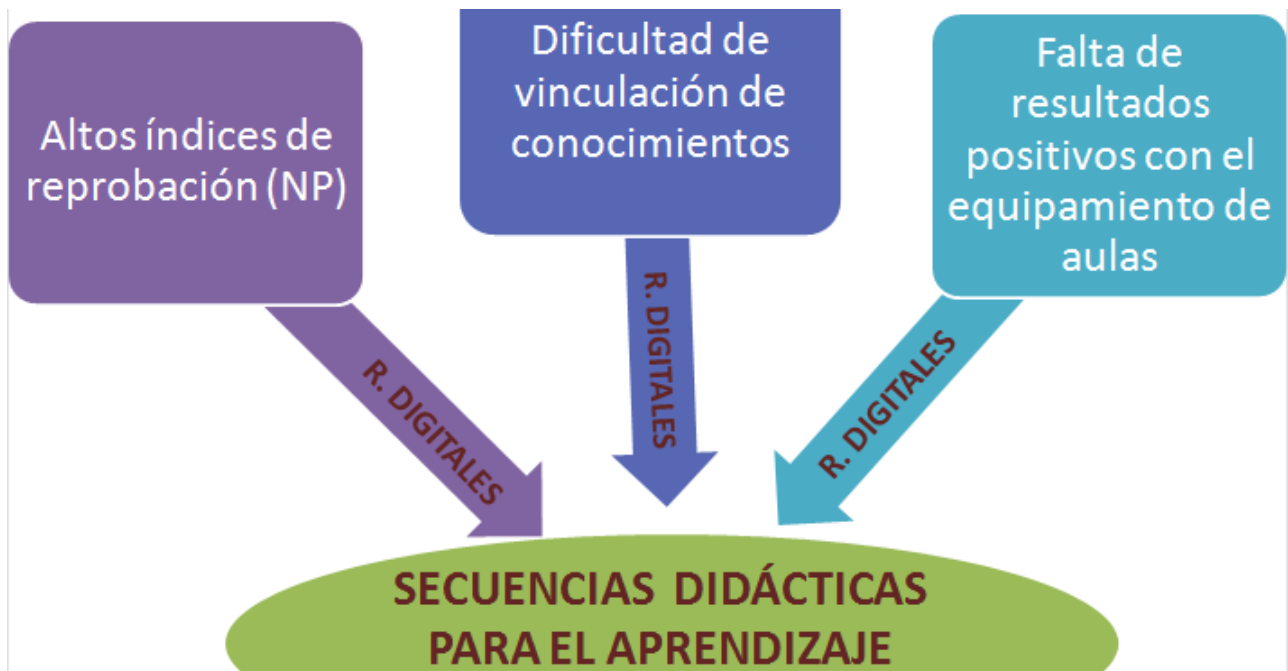 Altos índices de
reprobación (NP)
Dificultad de
vinculación de
conocimientos
Falta de
resultados
positivos con el
equipamiento de
aulas
R. DIGITALES
R. DIGITALES
R. DIGITALES
SECUENCIAS DIDÁCTICAS
PARA EL APRENDIZAJE